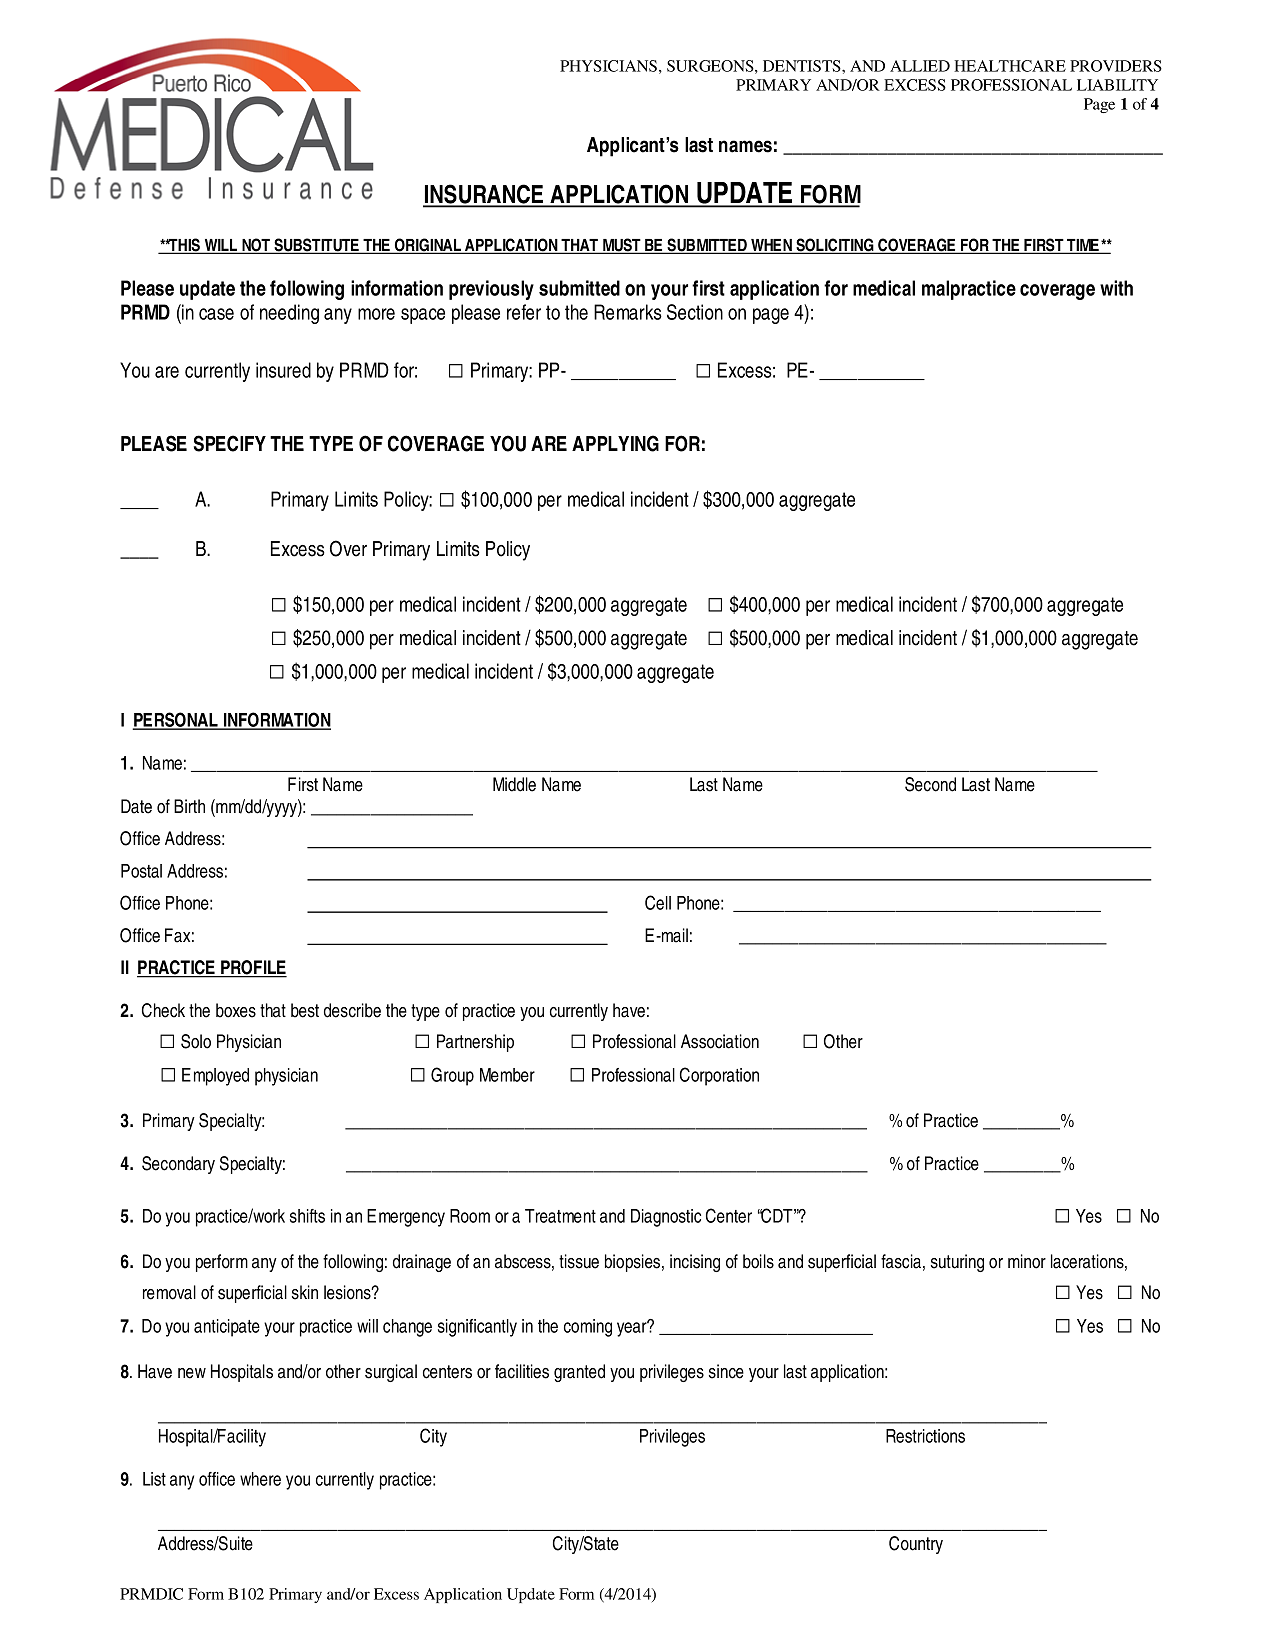 Puerto Rico
MEDICAL
Defense Insurance
PHYSICIANS, SURGEONS, DENTISTS, AND ALLIED HEALTHCARE PROVIDERS
PRIMARY AND/OR EXCESS PROFESSIONAL LIABILITY
Page 1 of 4
Applicant's last names: ____________________________________
INSURANCE APPLICATION UPDATE FORM
**THIS WILL NOT SUBSTITUTE THE ORIGINAL APPLICATION THAT MUST BE SUBMITTED WHEN SOLICITING COVERAGE FOR THE FIRST TIME**
Please update the following information previously submitted on your first application for medical malpractice coverage with
PRMD (in case of needing any more space please refer to the Remarks Section on page 4):
You are currently insured by PRMD for: ☐ Primary: PP- ___________ ☐ Excess: PE- ___________
PLEASE SPECIFY THE TYPE OF COVERAGE YOU ARE APPLYING FOR:
____ A. Primary Limits Policy: ☐ $100,000 per medical incident / $300,000 aggregate
____ B. Excess Over Primary Limits Policy
☐ $150,000 per medical incident / $200,000 aggregate ☐ $400,000 per medical incident / $700,000 aggregate
☐ $250,000 per medical incident / $500,000 aggregate ☐ $500,000 per medical incident / $1,000,000 aggregate
☐ $1,000,000 per medical incident / $3,000,000 aggregate
I PERSONAL INFORMATION
1. Name: ____________________________________
First Name Middle Name Last Name Second Last Name
Date of Birth (mm/dd/yyyy): ___________________
Office Address: ____________________________________
Postal Address: ____________________________________
Office Phone: ____________________ Cell Phone: ____________________
Office Fax: ____________________ E-mail: ____________________
II PRACTICE PROFILE
2. Check the boxes that best describe the type of practice you currently have:
☐ Solo Physician ☐ Partnership ☐ Professional Association ☐ Other
☐ Employed physician ☐ Group Member ☐ Professional Corporation
3. Primary Specialty: ____________________ % of Practice _________%
4. Secondary Specialty: ____________________ % of Practice _________%
5. Do you practice/work shifts in an Emergency Room or a Treatment and Diagnostic Center “CDT”? ☐ Yes ☐ No
6. Do you perform any of the following: drainage of an abscess, tissue biopsies, incising of boils and superficial fascia, suturing or minor lacerations,
removal of superficial skin lesions? ☐ Yes ☐ No
7. Do you anticipate your practice will change significantly in the coming year? _________________________ ☐ Yes ☐ No
8. Have new Hospitals and/or other surgical centers or facilities granted you privileges since your last application:
____________________________________
Hospital/Facility City Privileges Restrictions
9. List any office where you currently practice:
____________________________________
Address/Suite City/State Country
PRMDIC Form B102 Primary and/or Excess Application Update Form (4/2014)